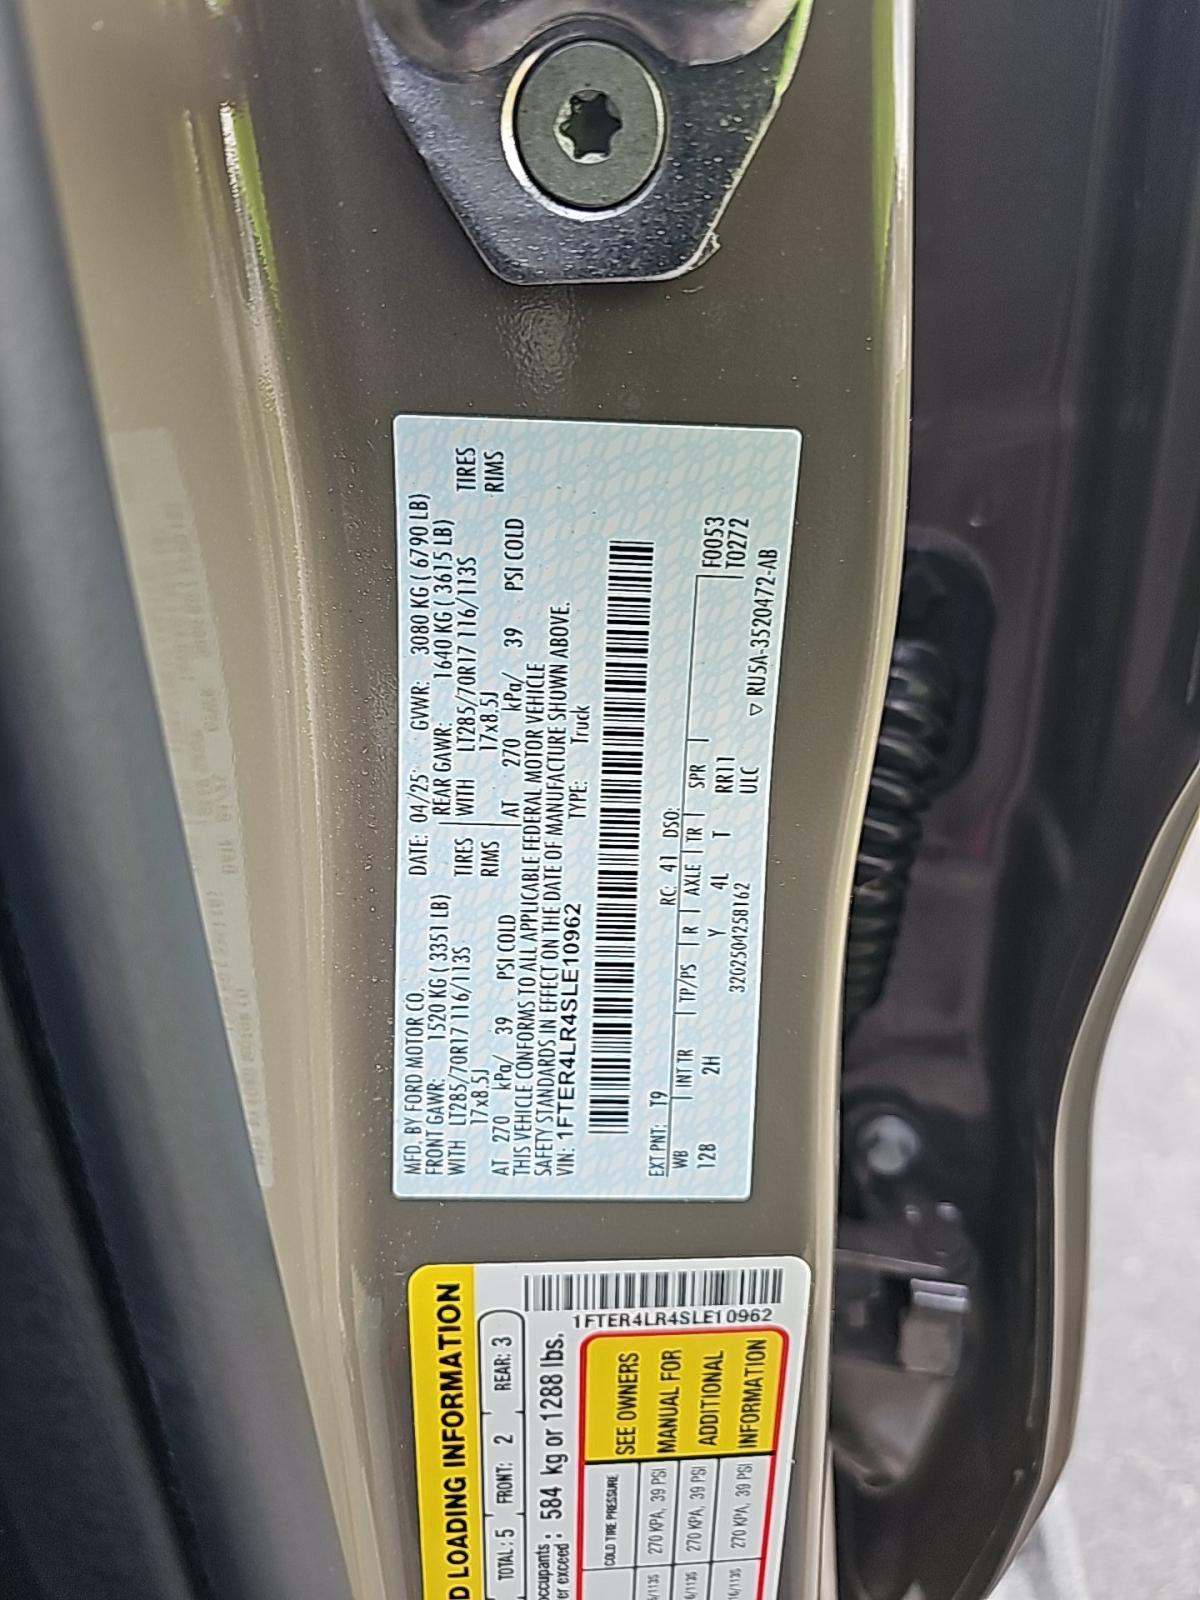 MFD. BY FORD MOTOR CO. DATE: 04/25 GVWR: 3080 KG ( 6790 LB)
FRONT GAWR: 1520 KG ( 3351 LB) REAR GAWR: 1640 KG ( 3615 LB)
WITH LT285/70R17 116/113S TIRES WITH LT285/70R17 116/113S TIRES
17x8.5J RIMS 17x8.5J RIMS
AT 270 kPa/ 39 PSI COLD AT 270 kPa/ 39 PSI COLD
THIS VEHICLE CONFORMS TO ALL APPLICABLE FEDERAL MOTOR VEHICLE
SAFETY STANDARDS IN EFFECT ON THE DATE OF MANUFACTURE SHOWN ABOVE.
VIN: 1FTER4LR4SLE10962 TYPE: Truck
EXT PNT: T9 RC: 41 DSO:
WB INT TR TP/PS R AXLE TR SPR F0053
128 2H Y 4L T RR11 T0272
3202504258162 ULC
▽ RU5A-3520472-AB
D LOADING INFORMATION
TOTAL: 5 FRONT: 2 REAR: 3
occupants : 584 kg or 1288 lbs.
er exceed :
1FTER4LR4SLE10962
COLD TIRE PRESSURE
270 KPA, 39 PSI
270 KPA, 39 PSI
270 KPA, 39 PSI
SEE OWNERS
MANUAL FOR
ADDITIONAL
INFORMATION